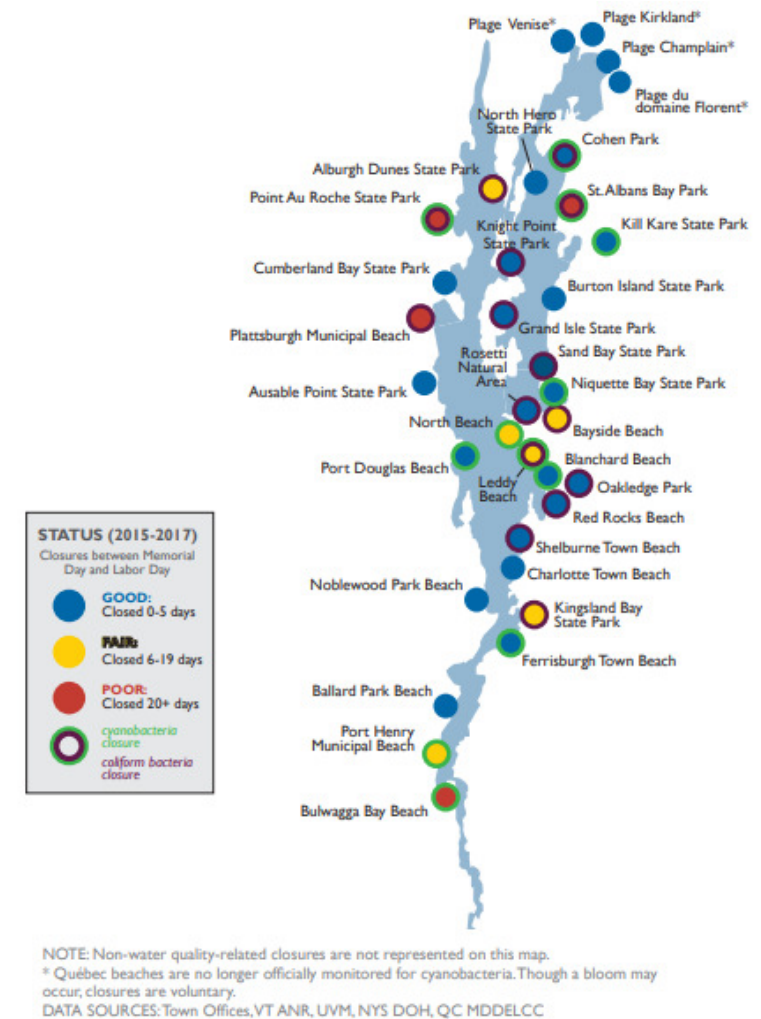 Plage Venise*
Plage Kirkland*
Plage Champlain*
Plage du
domaine Florent*
North Hero
State Park
Cohen Park
Alburgh Dunes State Park
St.Albans Bay Park
Point Au Roche State Park
Knight Point
State Park
Kill Kare State Park
Cumberland Bay State Park
Burton Island State Park
Plattsburgh Municipal Beach
Grand Isle State Park
Rosetti
Natural
Area
Sand Bay State Park
Ausable Point State Park
Niquette Bay State Park
North Beach
Bayside Beach
Port Douglas Beach
Blanchard Beach
Leddy
Beach
Oakledge Park
Red Rocks Beach
Shelburne Town Beach
Charlotte Town Beach
Noblewood Park Beach
Kingsland Bay
State Park
Ferrisburgh Town Beach
Ballard Park Beach
Port Henry
Municipal Beach
Bulwagga Bay Beach
STATUS (2015-2017)
Closures between Memorial
Day and Labor Day
GOOD:
Closed 0-5 days
FAIR:
Closed 6-19 days
POOR:
Closed 20+ days
cyanobacteria
closure
coliform bacteria
closure
NOTE: Non-water quality-related closures are not represented on this map.
* Québec beaches are no longer officially monitored for cyanobacteria. Though a bloom may
occur, closures are voluntary.
DATA SOURCES: Town Offices, VT ANR, UVM, NYS DOH, QC MDDELCC